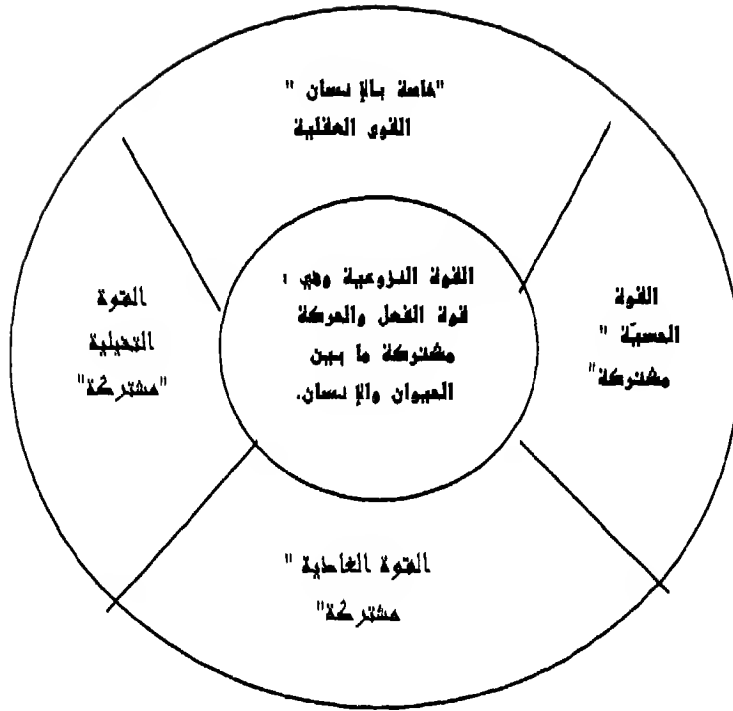 "خاصة بالإنسان"
القوى العقلية
القوة النزوعية وهي :
قوة الفعل والحركة
مشتركة ما بين
الحيوان والإنسان.
القوة
الحسيّة "
مشتركة"
القوة
التخيلية
"مشتركة"
القوة الغاذية "
مشتركة"